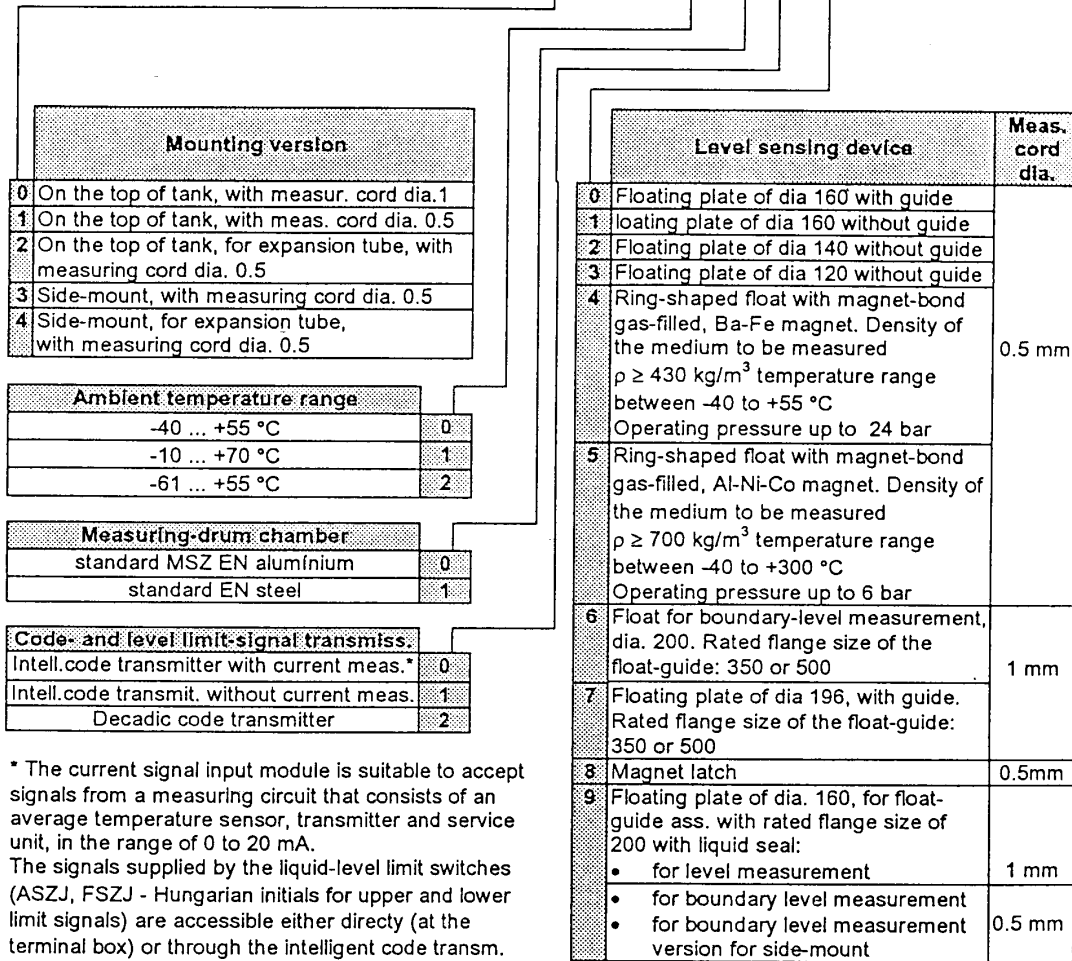 Mounting version
0 On the top of tank, with measur. cord dia.1
1 On the top of tank, with meas. cord dia. 0.5
2 On the top of tank, for expansion tube, with
measuring cord dia. 0.5
3 Side-mount, with measuring cord dia. 0.5
4 Side-mount, for expansion tube,
with measuring cord dia. 0.5
Ambient temperature range
-40 ... +55 °C 0
-10 ... +70 °C 1
-61 ... +55 °C 2
Measuring-drum chamber
standard MSZ EN alumínium 0
standard EN steel 1
Code- and level limit-signal transmiss.
Intell.code transmitter with current meas.* 0
Intell.code transmit. without current meas. 1
Decadic code transmitter 2
* The current signal input module is suitable to accept
signals from a measuring circuit that consists of an
average temperature sensor, transmitter and service
unit, in the range of 0 to 20 mA.
The signals supplied by the liquid-level limit switches
(ASZJ, FSZJ - Hungarian initials for upper and lower
limit signals) are accessible either directy (at the
terminal box) or through the intelligent code transm.
Level sensing device
Meas.
cord
dia.
0 Floating plate of dia 160 with guide
1 loating plate of dia 160 without guide
2 Floating plate of dia 140 without guide
3 Floating plate of dia 120 without guide
4 Ring-shaped float with magnet-bond
gas-filled, Ba-Fe magnet. Density of
the medium to be measured
0.5 mm
ρ ≥ 430 kg/m³ temperature range
between -40 to +55 °C
Operating pressure up to 24 bar
5 Ring-shaped float with magnet-bond
gas-filled, Al-Ni-Co magnet. Density of
the medium to be measured
ρ ≥ 700 kg/m³ temperature range
between -40 to +300 °C
Operating pressure up to 6 bar
6 Float for boundary-level measurement,
dia. 200. Rated flange size of the
float-guide: 350 or 500
1 mm
7 Floating plate of dia 196, with guide.
Rated flange size of the float-guide:
350 or 500
8 Magnet latch 0.5mm
9 Floating plate of dia. 160, for float-
guide ass. with rated flange size of
200 with liquid seal:
• for level measurement 1 mm
• for boundary level measurement
• for boundary level measurement 0.5 mm
version for side-mount